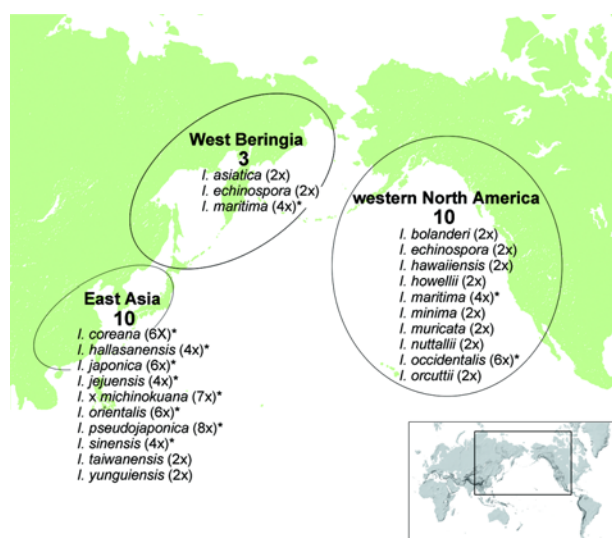 West Beringia
3
I. asiatica (2x)
I. echinospora (2x)
I. maritima (4x)*
western North America
10
I. bolanderi (2x)
I. echinospora (2x)
I. hawaiiensis (2x)
I. howellii (2x)
I. maritima (4x)*
I. minima (2x)
I. muricata (2x)
I. nuttallii (2x)
I. occidentalis (6x)*
I. orcuttii (2x)
East Asia
10
I. coreana (6X)*
I. hallasanensis (4x)*
I. japonica (6x)*
I. jejuensis (4x)*
I. x michinokuana (7x)*
I. orientalis (6x)*
I. pseudojaponica (8x)*
I. sinensis (4x)*
I. taiwanensis (2x)
I. yunguiensis (2x)